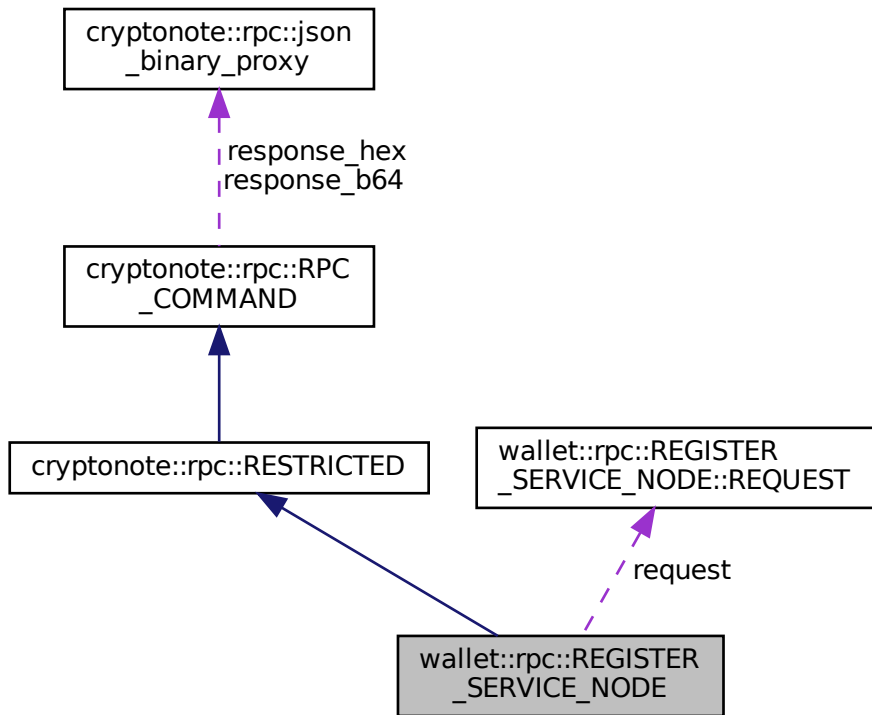 cryptonote::rpc::json
_binary_proxy
response_hex
response_b64
cryptonote::rpc::RPC
_COMMAND
cryptonote::rpc::RESTRICTED
wallet::rpc::REGISTER
_SERVICE_NODE::REQUEST
request
wallet::rpc::REGISTER
_SERVICE_NODE